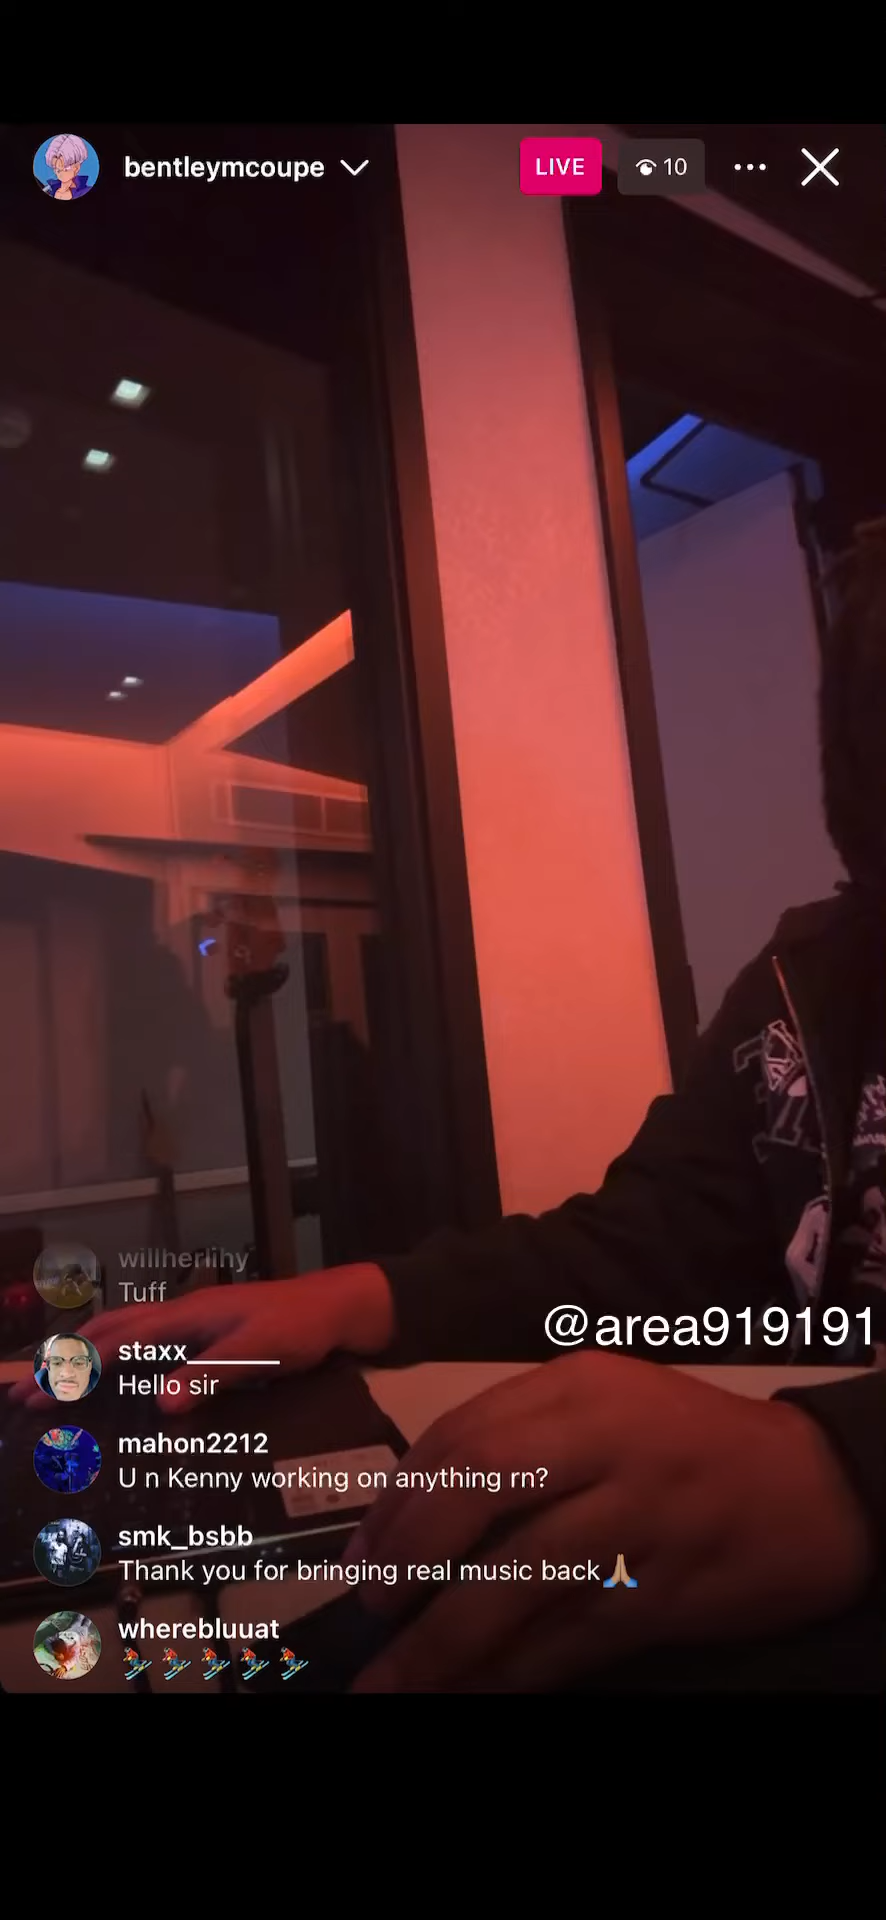 bentleymcoupe
LIVE
10
willherlihy
Tuff
staxx_______
Hello sir
@area919191
mahon2212
U n Kenny working on anything rn?
smk_bsbb
Thank you for bringing real music back🙏🏽
wherebluuat
⛷⛷⛷⛷⛷